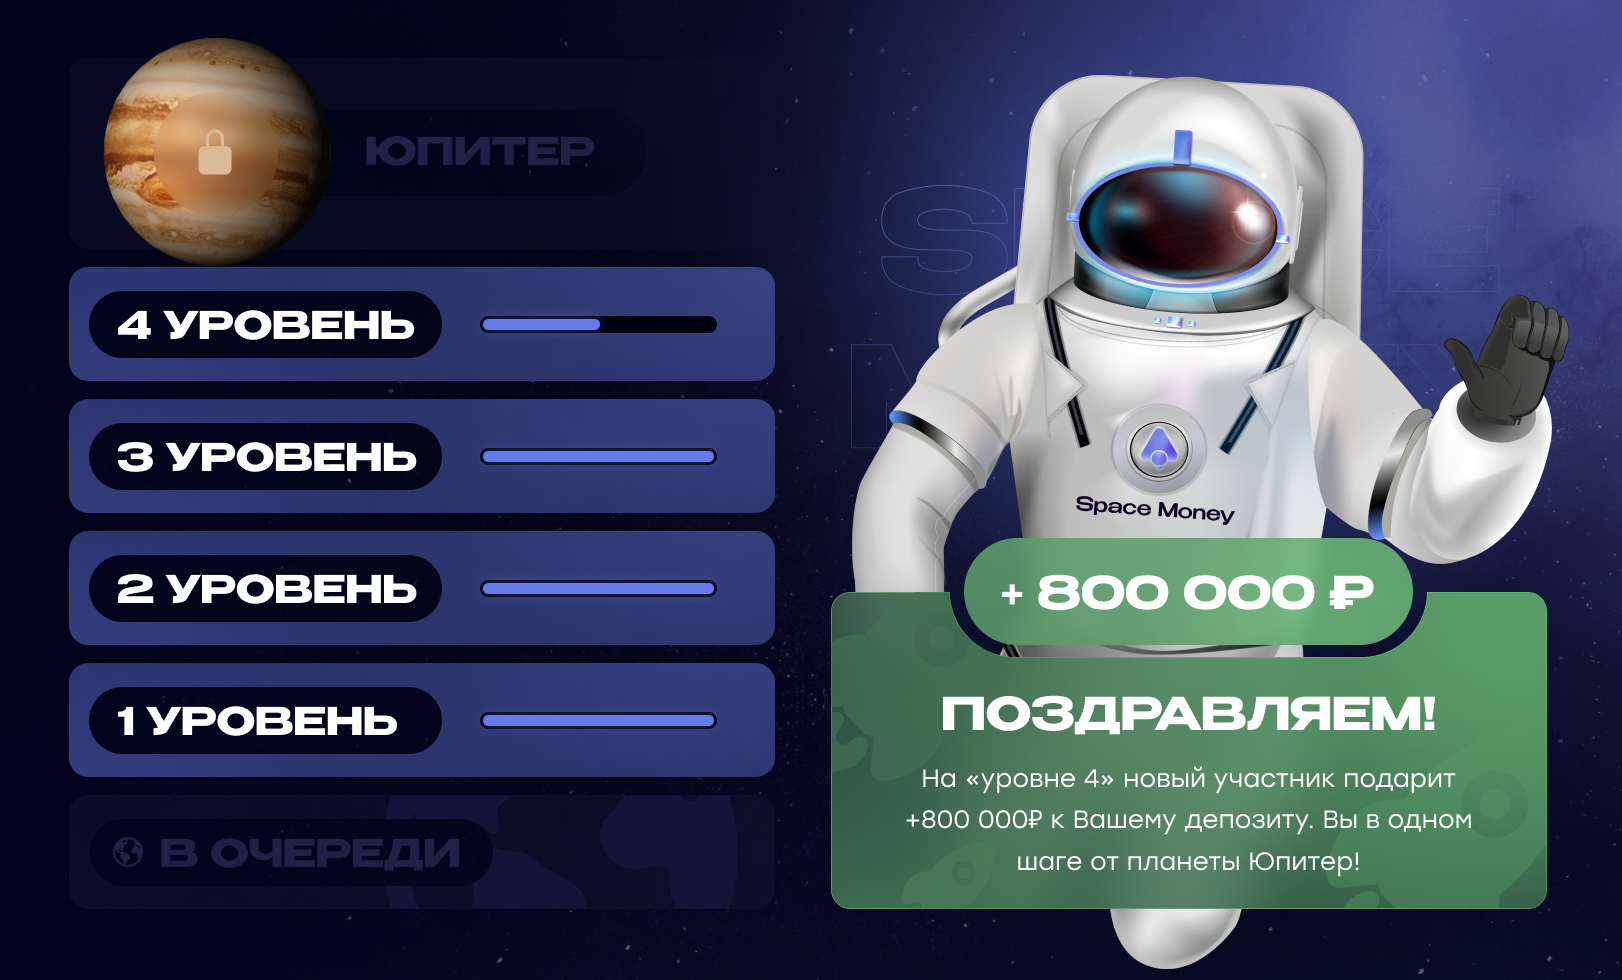 ЮПИТЕР
4 УРОВЕНЬ
3 УРОВЕНЬ
2 УРОВЕНЬ
1 УРОВЕНЬ
В ОЧЕРЕДИ
Space Money
+ 800 000 ₽
ПОЗДРАВЛЯЕМ!
На «уровне 4» новый участник подарит
+800 000₽ к Вашему депозиту. Вы в одном
шаге от планеты Юпитер!